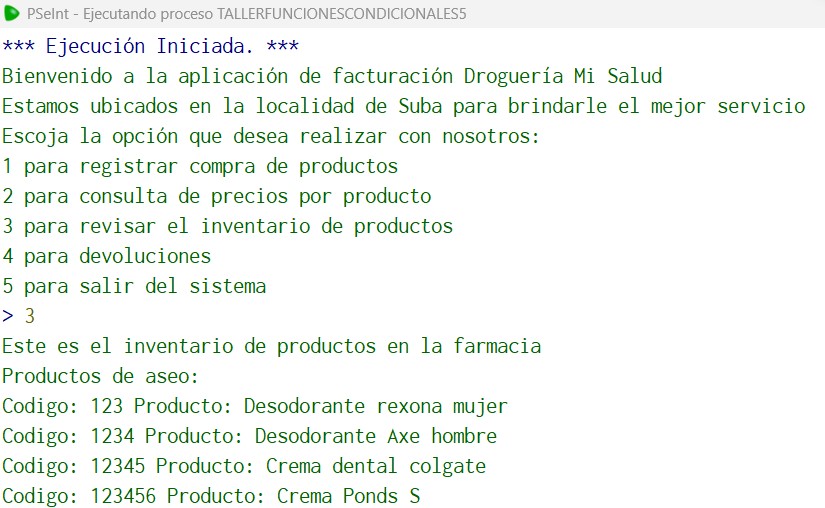 PSeInt - Ejecutando proceso TALLERFUNCIONESCONDICIONALES5
*** Ejecución Iniciada. ***
Bienvenido a la aplicación de facturación Droguería Mi Salud
Estamos ubicados en la localidad de Suba para brindarle el mejor servicio
Escoja la opción que desea realizar con nosotros:
1 para registrar compra de productos
2 para consulta de precios por producto
3 para revisar el inventario de productos
4 para devoluciones
5 para salir del sistema
> 3
Este es el inventario de productos en la farmacia
Productos de aseo:
Codigo: 123 Producto: Desodorante rexona mujer
Codigo: 1234 Producto: Desodorante Axe hombre
Codigo: 12345 Producto: Crema dental colgate
Codigo: 123456 Producto: Crema Ponds S